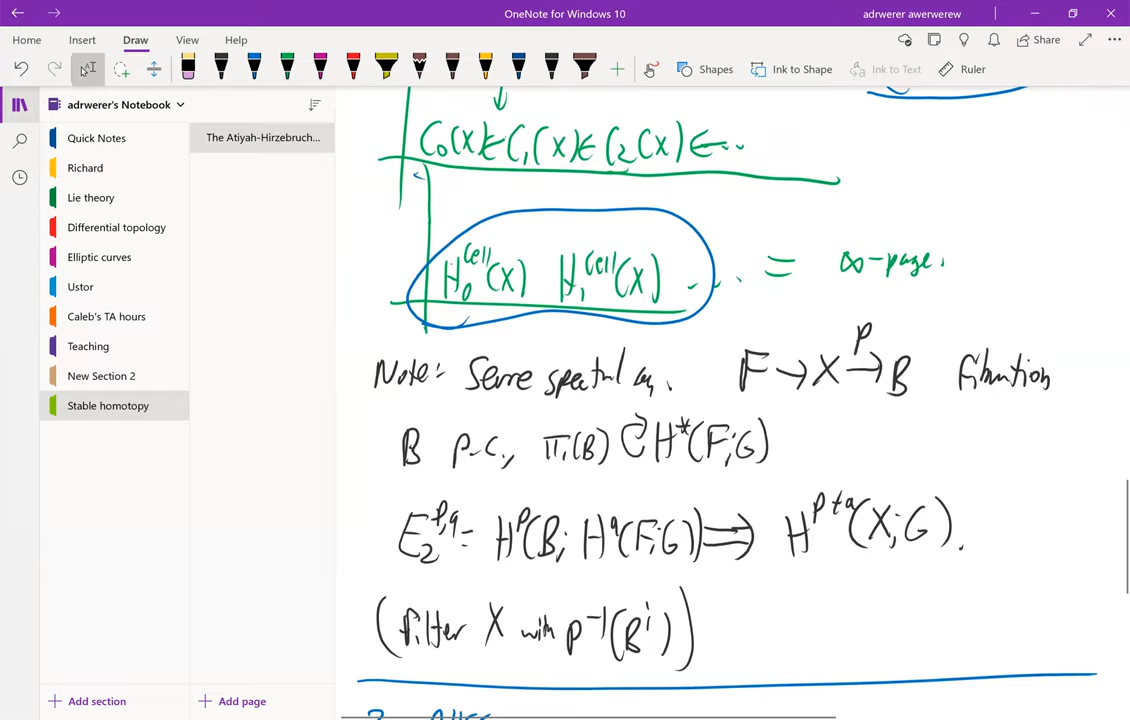 OneNote for Windows 10
adrwerer awerwerew
Home Insert Draw View Help
Share
Shapes
Ink to Shape
Ink to Text
Ruler
adrwerer's Notebook
Quick Notes
Richard
Lie theory
Differential topology
Elliptic curves
Ustor
Caleb's TA hours
Teaching
New Section 2
Stable homotopy
Add section
The Atiyah-Hirzebruch...
Add page
C₀(X) ← C₁(X) ← C₂(X) ← ...
H₀^cell(X) H₁^cell(X) ... = ∞-page.
Note: Serre spectral seq. F → X →^p B fibration
B p.c., π₁(B) ↻ H*(F;G)
E₂^{p,q} = H^p(B; H^q(F;G)) ⟹ H^{p+q}(X;G).
(filter X with p⁻¹(Bⁱ))